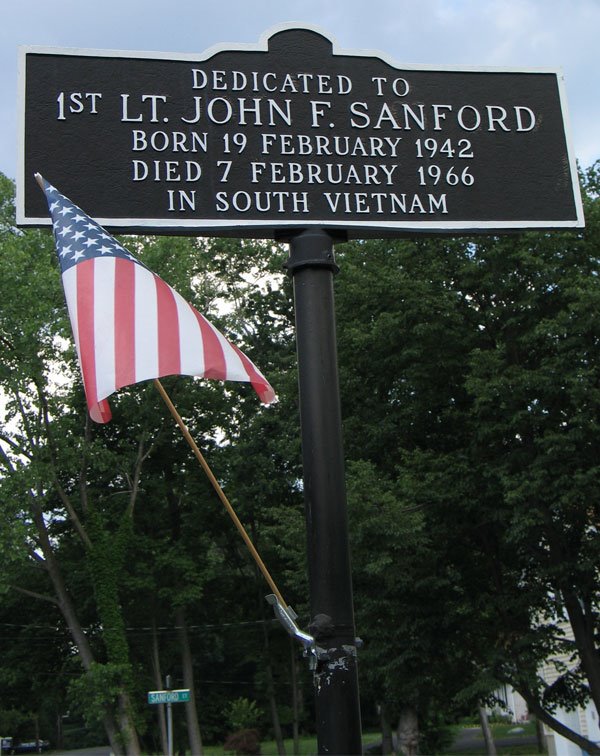 DEDICATED TO
1ST LT. JOHN F. SANFORD
BORN 19 FEBRUARY 1942
DIED 7 FEBRUARY 1966
IN SOUTH VIETNAM
SANFORD